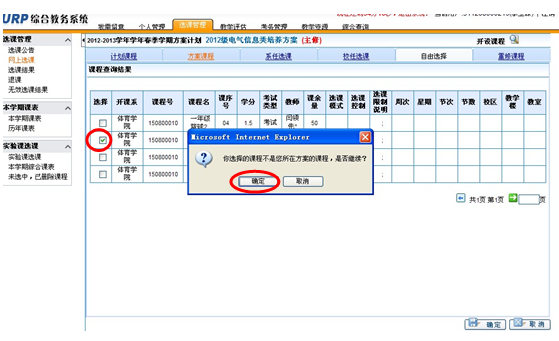 URP 综合教务系统
个人管理 选课管理 教学评估 考务管理 教学资源 综合查询
选课管理
选课公告
网上选课
选课结果
退课
无效选课结果
本学期课表
本学期课表
历年课表
实验课选课
实验课选课
本学期综合课表
未选中,已删除课程
2012-2013学年学年春季学期方案计划 2012级电气信息类培养方案 (主修) 开设课程
计划课程 方案课程 系任选课 校任选课 自由选择 重修课程
课程查询结果
选择 开课系 课程号 课程名 课序号 学分 考试类型 教师 课余量 选课模式 选课控制 选课限制说明 周次 星期 节次 节数 校区 教学楼 教室
体育学院 150800010 一年级 04 1.5 考试 50 ;
体育学院 150800010 ;
体育学院 150800010 ;
体育学院 150800010 ;
Microsoft Internet Explorer
你选择的课程不是您所在方案的课程,是否继续?
确定 取消
共1页 第1页 页
确定 取消